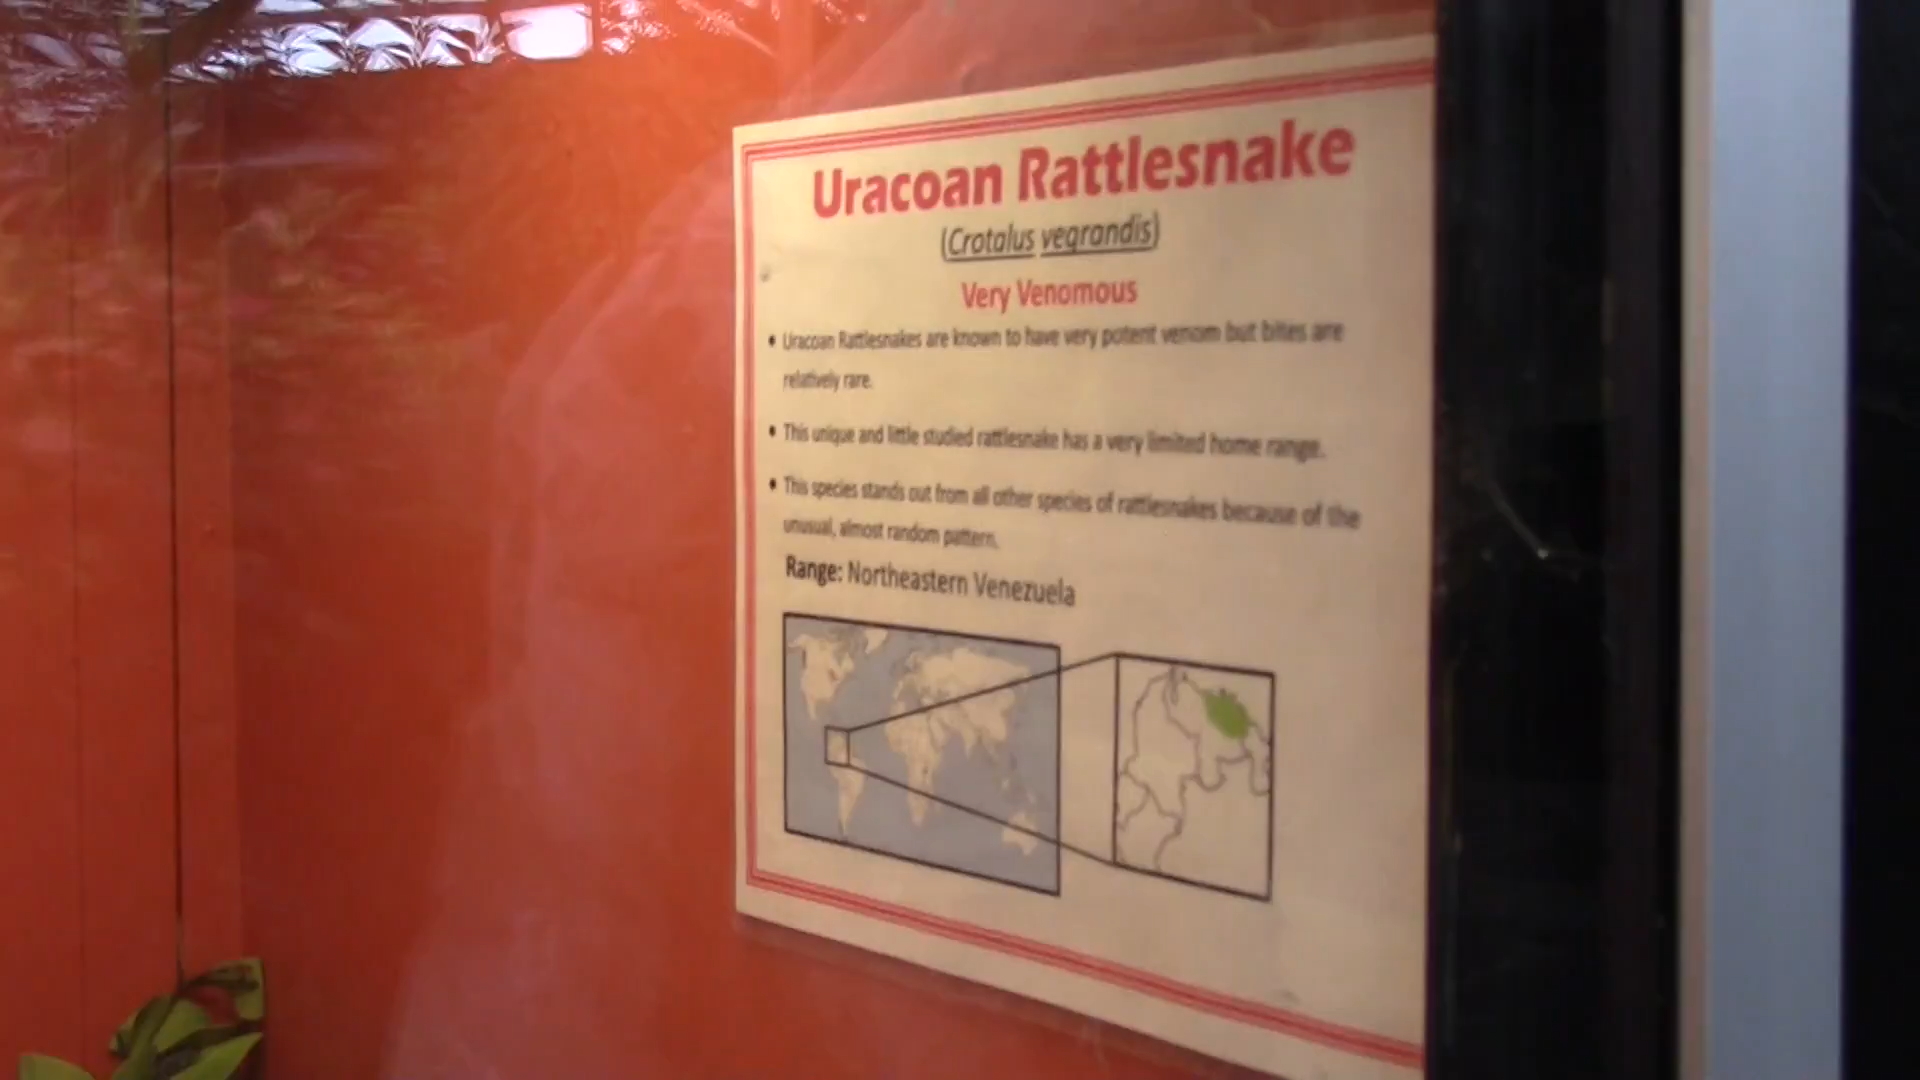 Uracoan Rattlesnake
(Crotalus vegrandis)
Very Venomous
• Uracoan Rattlesnakes are known to have very potent venom but bites are
relatively rare.
• This unique and little studied rattlesnake has a very limited home range.
• This species stands out from all other species of rattlesnakes because of the
unusual, almost random pattern.
Range: Northeastern Venezuela